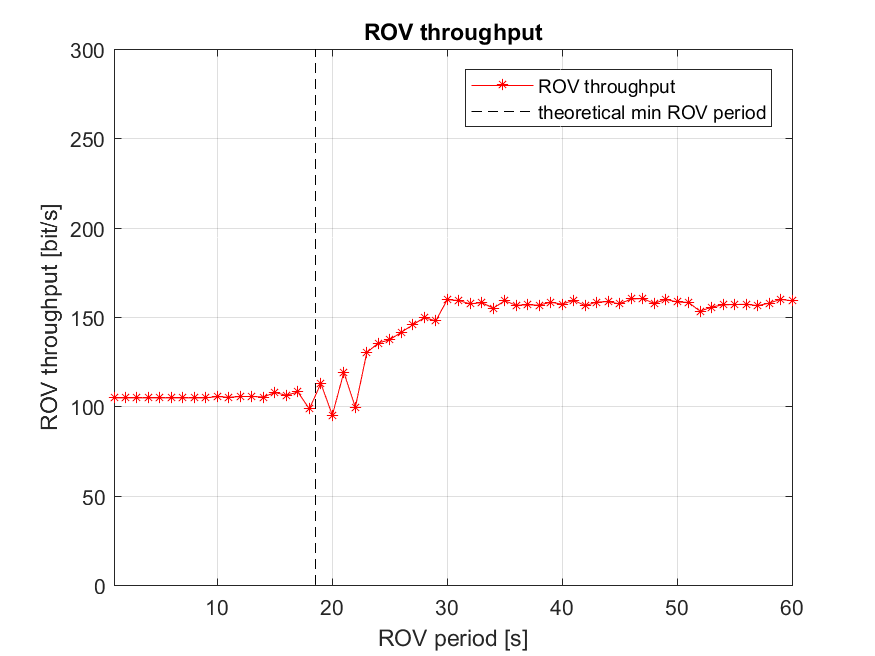 ROV throughput
300
250
200
150
100
50
0
ROV throughput [bit/s]
ROV throughput
theoretical min ROV period
10
20
30
40
50
60
ROV period [s]